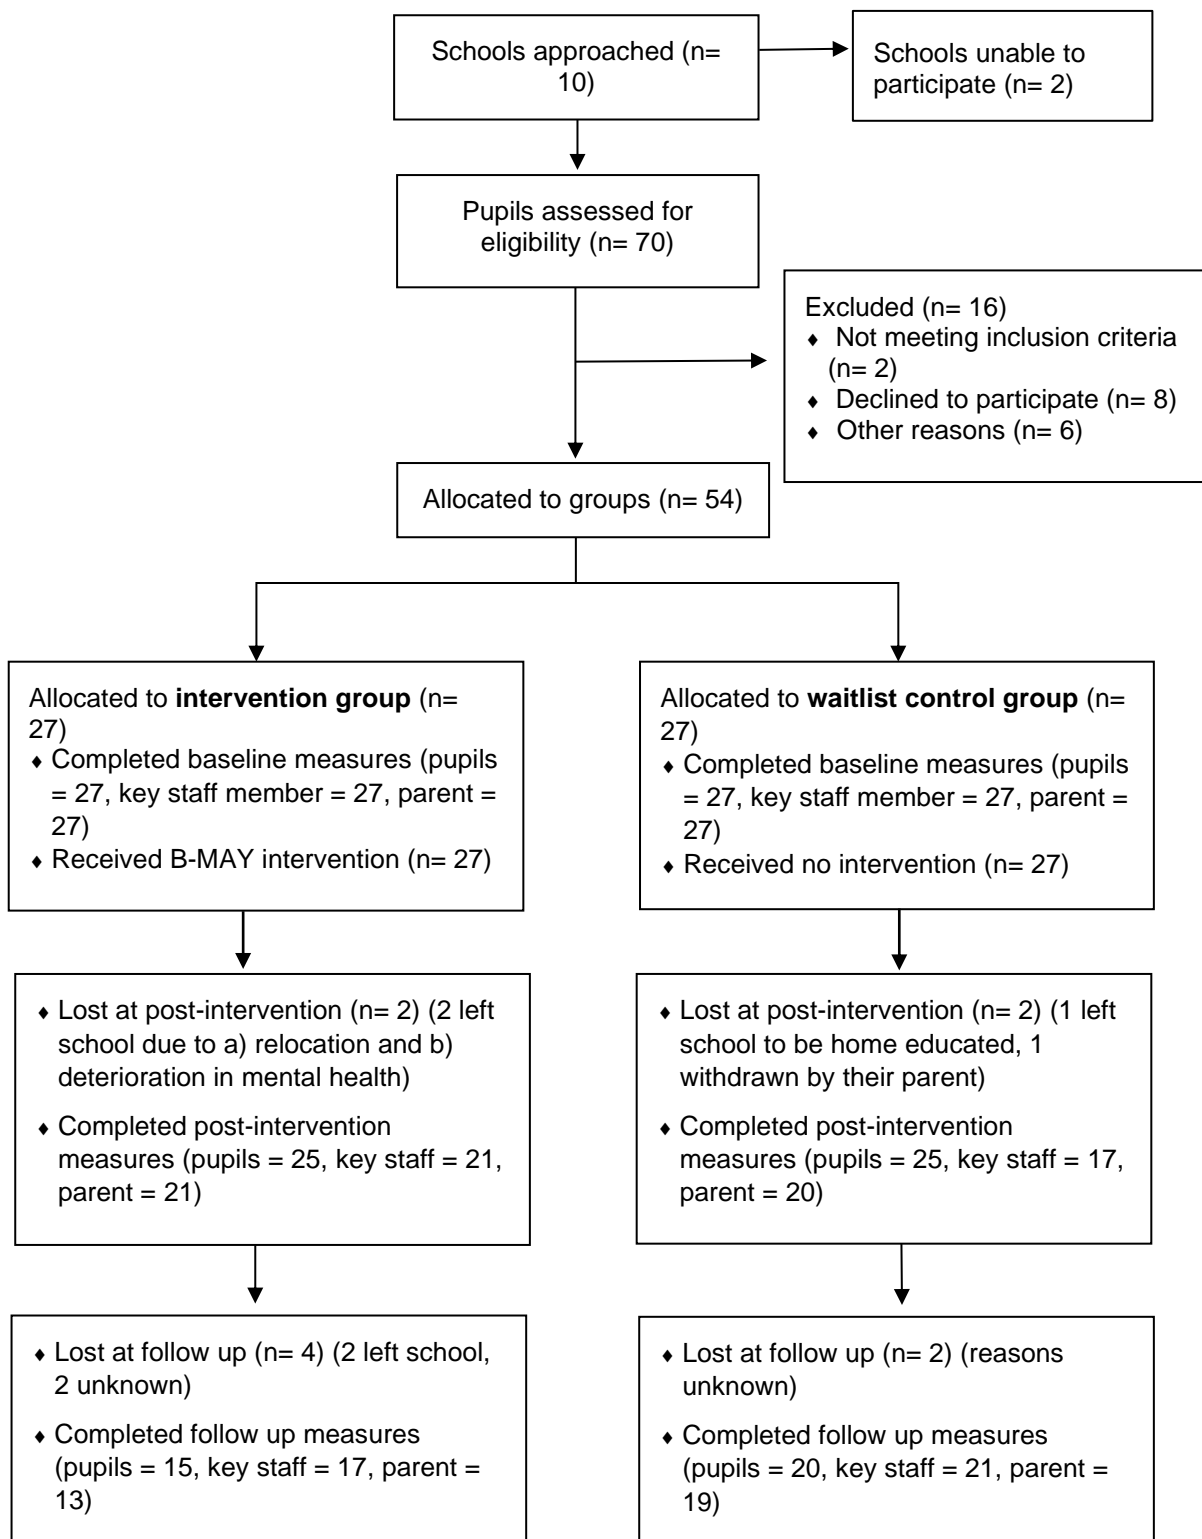 Schools approached (n=
10)
Schools unable to
participate (n= 2)
Pupils assessed for
eligibility (n= 70)
Excluded (n= 16)
♦ Not meeting inclusion criteria
(n= 2)
♦ Declined to participate (n= 8)
♦ Other reasons (n= 6)
Allocated to groups (n= 54)
Allocated to intervention group (n=
27)
♦ Completed baseline measures (pupils
= 27, key staff member = 27, parent =
27)
♦ Received B-MAY intervention (n= 27)
Allocated to waitlist control group (n=
27)
♦ Completed baseline measures (pupils
= 27, key staff member = 27, parent =
27)
♦ Received no intervention (n= 27)
♦ Lost at post-intervention (n= 2) (2 left
school due to a) relocation and b)
deterioration in mental health)
♦ Completed post-intervention
measures (pupils = 25, key staff = 21,
parent = 21)
♦ Lost at post-intervention (n= 2) (1 left
school to be home educated, 1
withdrawn by their parent)
♦ Completed post-intervention
measures (pupils = 25, key staff = 17,
parent = 20)
♦ Lost at follow up (n= 4) (2 left school,
2 unknown)
♦ Completed follow up measures
(pupils = 15, key staff = 17, parent =
13)
♦ Lost at follow up (n= 2) (reasons
unknown)
♦ Completed follow up measures
(pupils = 20, key staff = 21, parent =
19)